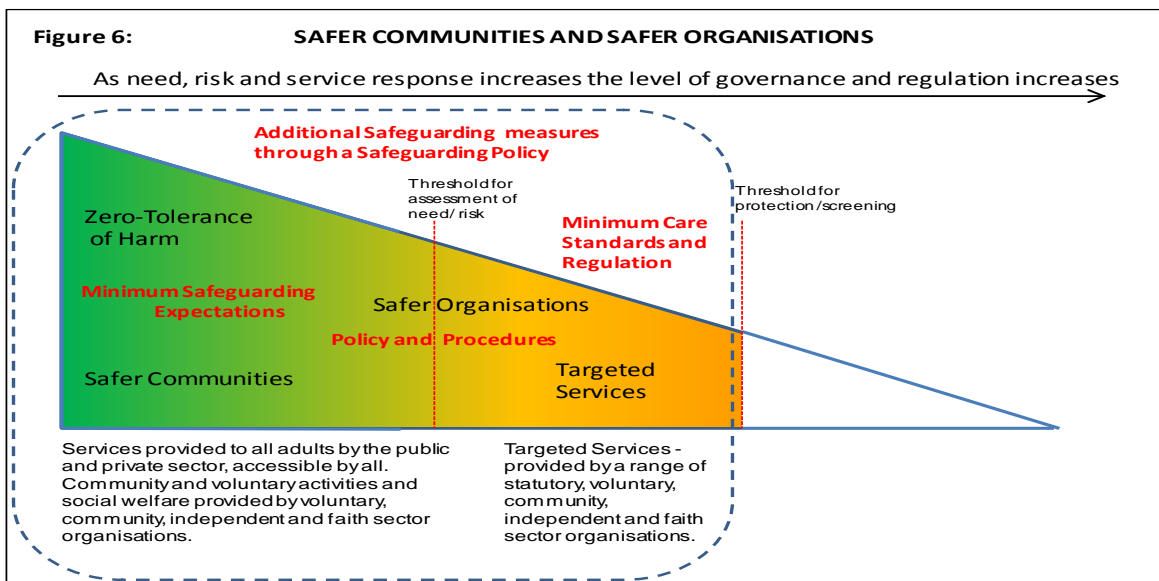 Figure 6: SAFER COMMUNITIES AND SAFER ORGANISATIONS
As need, risk and service response increases the level of governance and regulation increases
Additional Safeguarding measures
through a Safeguarding Policy
Threshold for
assessment of
need/ risk
Threshold for
protection/screening
Zero-Tolerance
of Harm
Minimum Care
Standards and
Regulation
Minimum Safeguarding
Expectations
Safer Organisations
Policy and Procedures
Safer Communities
Targeted
Services
Services provided to all adults by the public
and private sector, accessible by all.
Community and voluntary activities and
social welfare provided by voluntary,
community, independent and faith sector
organisations.
Targeted Services -
provided by a range of
statutory, voluntary,
community,
independent and faith
sector organisations.